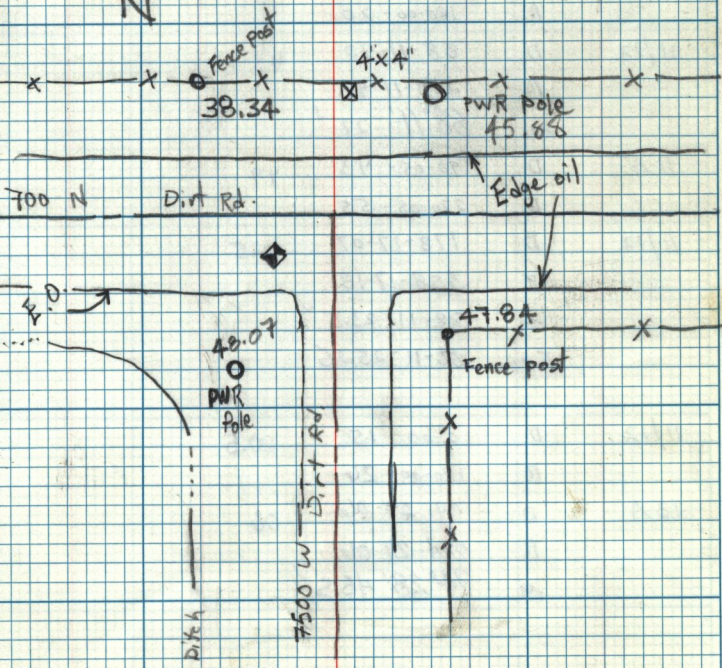 N
Fence post
38.34
4"x4"
PWR pole
45.88
Edge oil
700 N Dirt Rd.
E.O.
47.84
Fence post
48.07
PWR
Pole
7500 W Dirt Rd.
Ditch